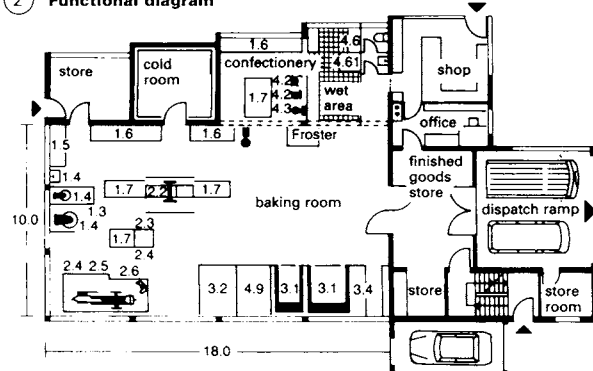 2 Functional diagram
1.6
4.6
store
cold
room
confectionery
4.61
shop
4.2
1.7
4.2
4.3
wet
area
1.6
1.6
Froster
office
1.5
1.4
finished
goods
store
1.7
2.2
1.7
1.4
1.3
1.4
baking room
dispatch ramp
10.0
2.3
1.7
2.4
2.4
2.5
2.6
3.2
4.9
3.1
3.1
3.4
store
store
room
18.0